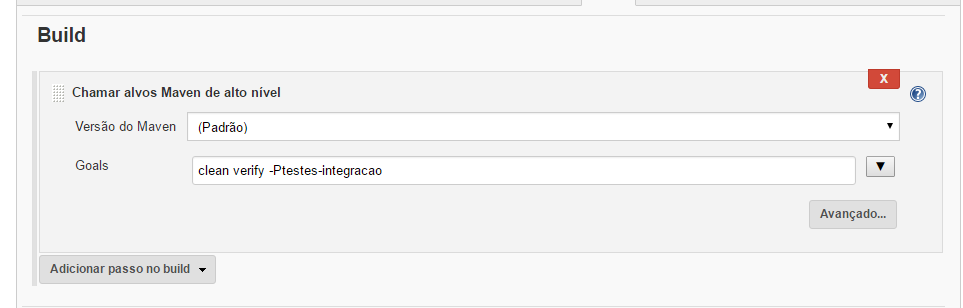 Build
X
Chamar alvos Maven de alto nível
?
Versão do Maven
(Padrão)
Goals
clean verify -Ptestes-integracao
Avançado...
Adicionar passo no build